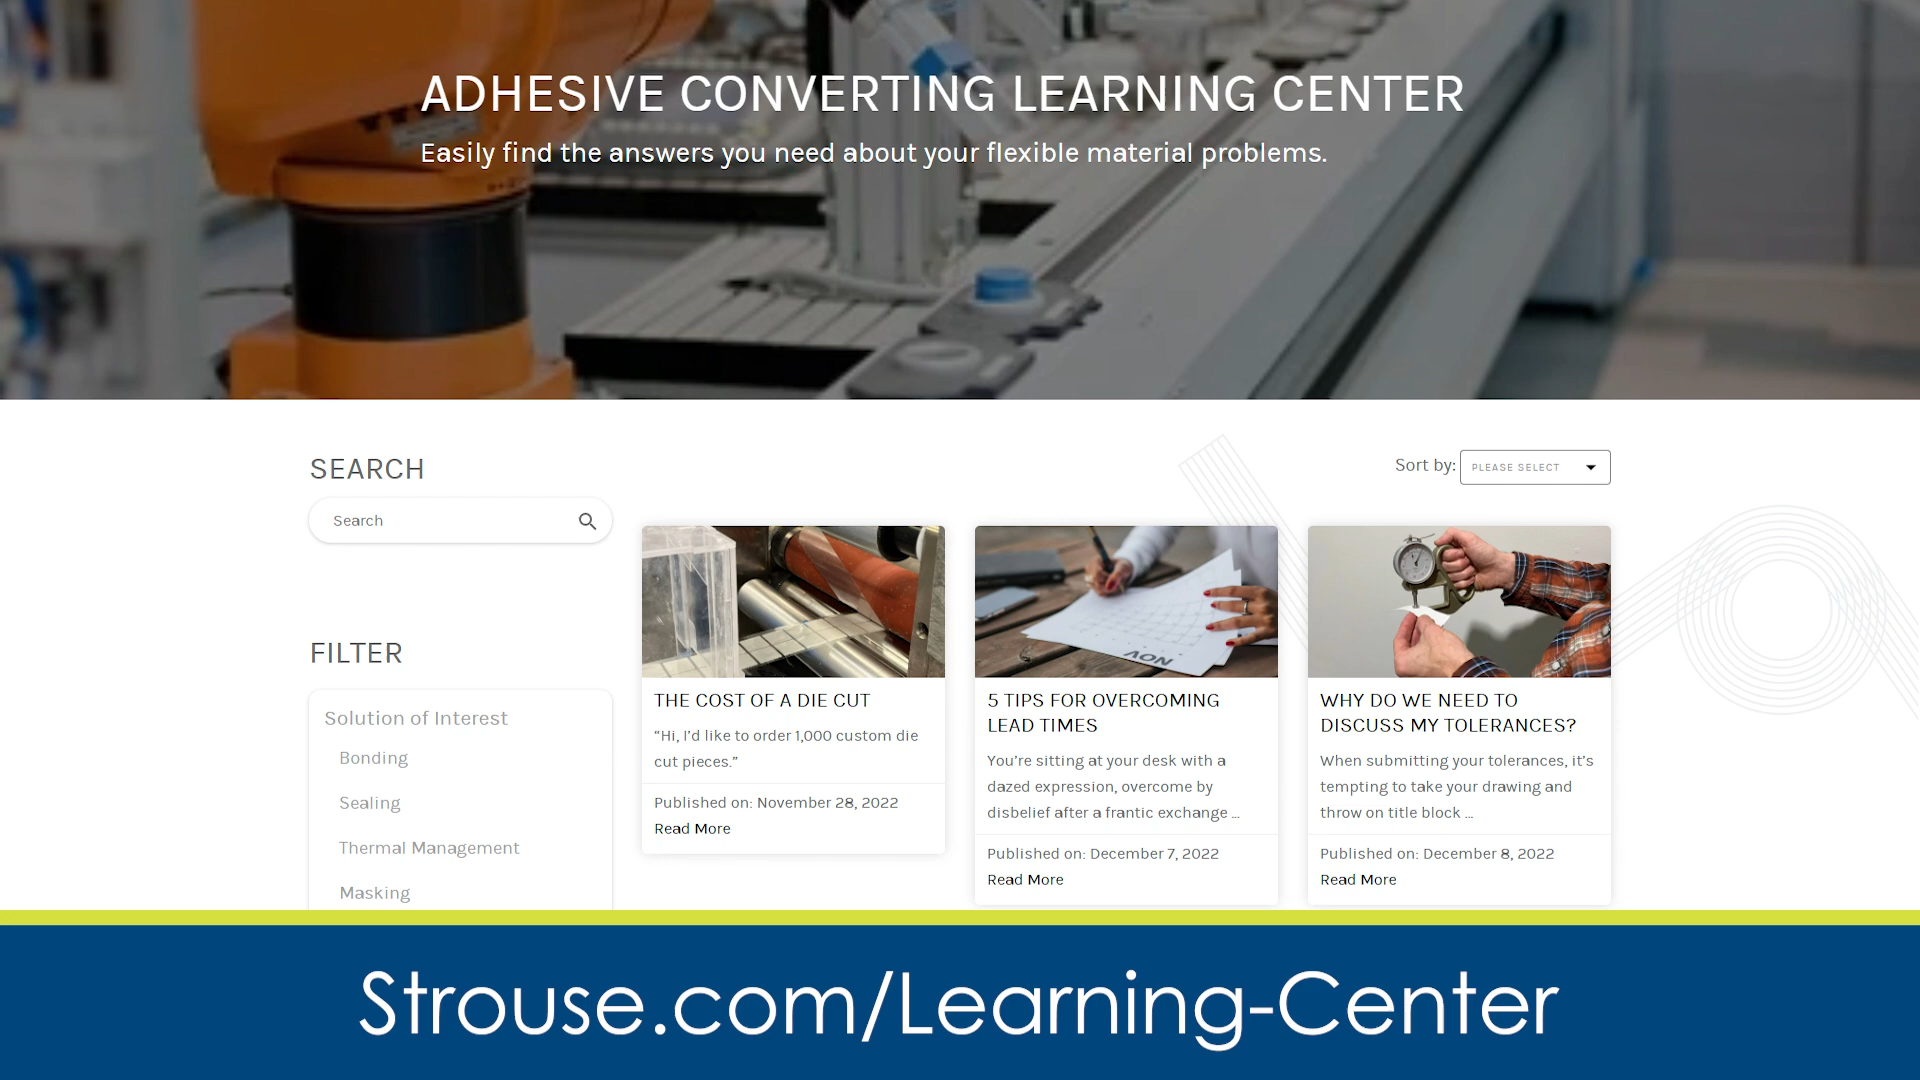 ADHESIVE CONVERTING LEARNING CENTER
Easily find the answers you need about your flexible material problems.
SEARCH
Search
FILTER
Solution of Interest
Bonding
Sealing
Thermal Management
Masking
Sort by: PLEASE SELECT
THE COST OF A DIE CUT
“Hi, I’d like to order 1,000 custom die
cut pieces.”
Published on: November 28, 2022
Read More
NOV
5 TIPS FOR OVERCOMING
LEAD TIMES
You’re sitting at your desk with a
dazed expression, overcome by
disbelief after a frantic exchange ...
Published on: December 7, 2022
Read More
WHY DO WE NEED TO
DISCUSS MY TOLERANCES?
When submitting your tolerances, it’s
tempting to take your drawing and
throw on title block ...
Published on: December 8, 2022
Read More
Strouse.com/Learning-Center